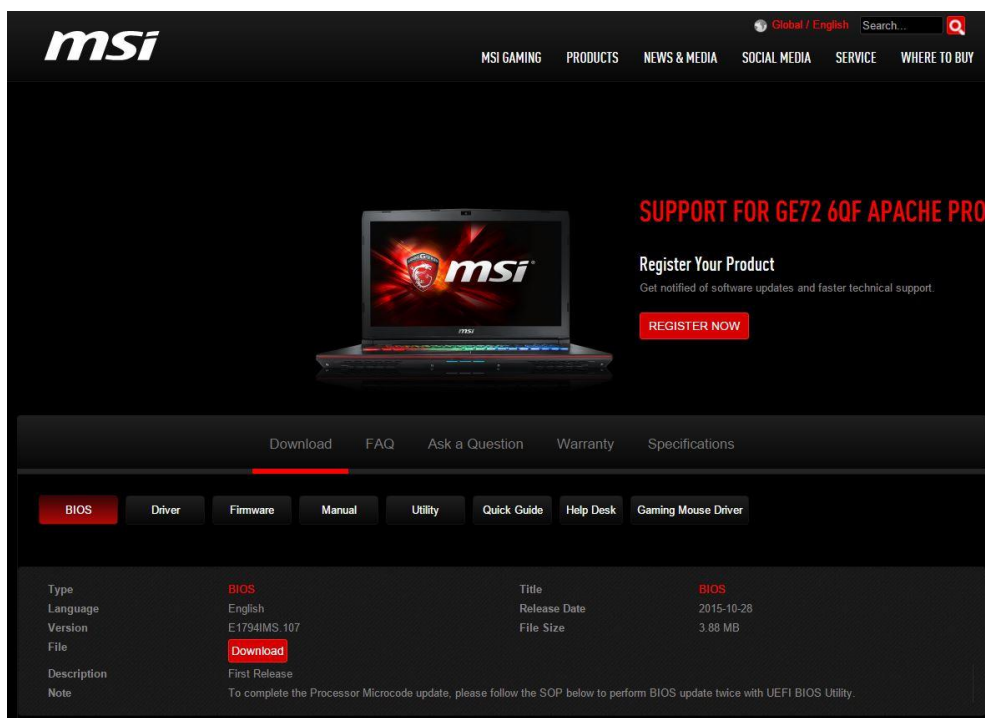 Global / English Search...
msi
MSI GAMING PRODUCTS NEWS & MEDIA SOCIAL MEDIA SERVICE WHERE TO BUY
SUPPORT FOR GE72 6QF APACHE PRO
msi
Register Your Product
Get notified of software updates and faster technical support.
REGISTER NOW
msi
Download FAQ Ask a Question Warranty Specifications
BIOS Driver Firmware Manual Utility Quick Guide Help Desk Gaming Mouse Driver
Type BIOS Title BIOS
Language English Release Date 2015-10-28
Version E1794IMS.107 File Size 3.88 MB
File Download
Description First Release
Note To complete the Processor Microcode update, please follow the SOP below to perform BIOS update twice with UEFI BIOS Utility.